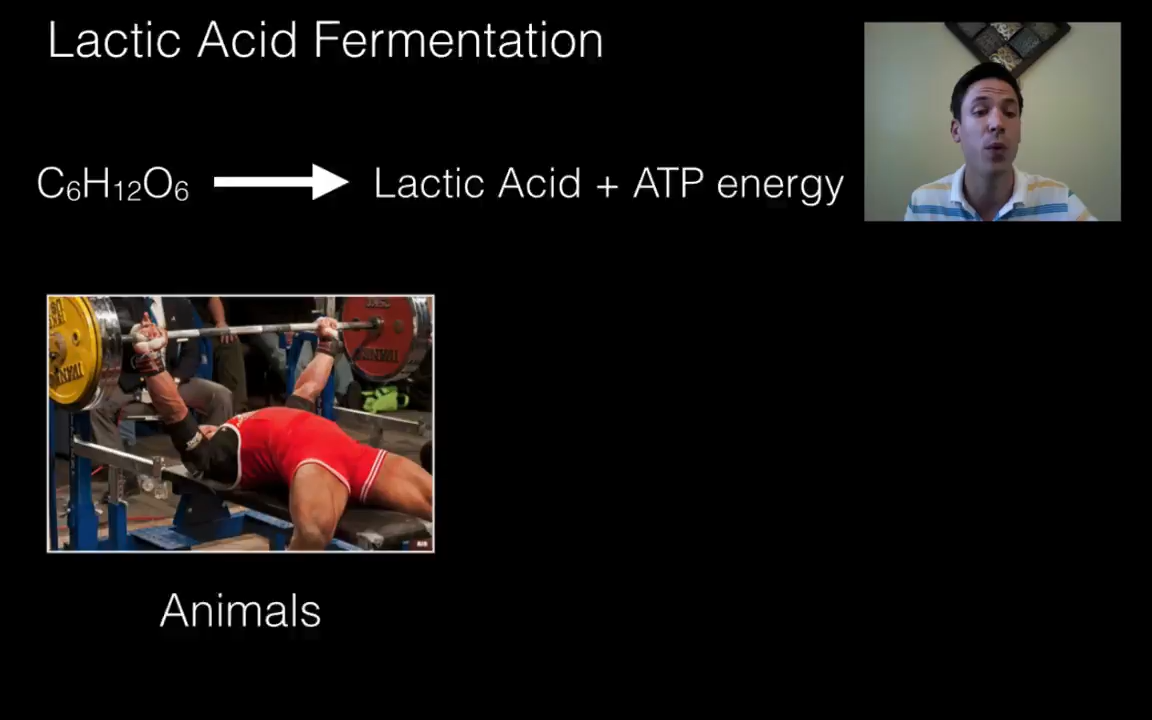 Lactic Acid Fermentation
C₆H₁₂O₆ → Lactic Acid + ATP energy
Animals